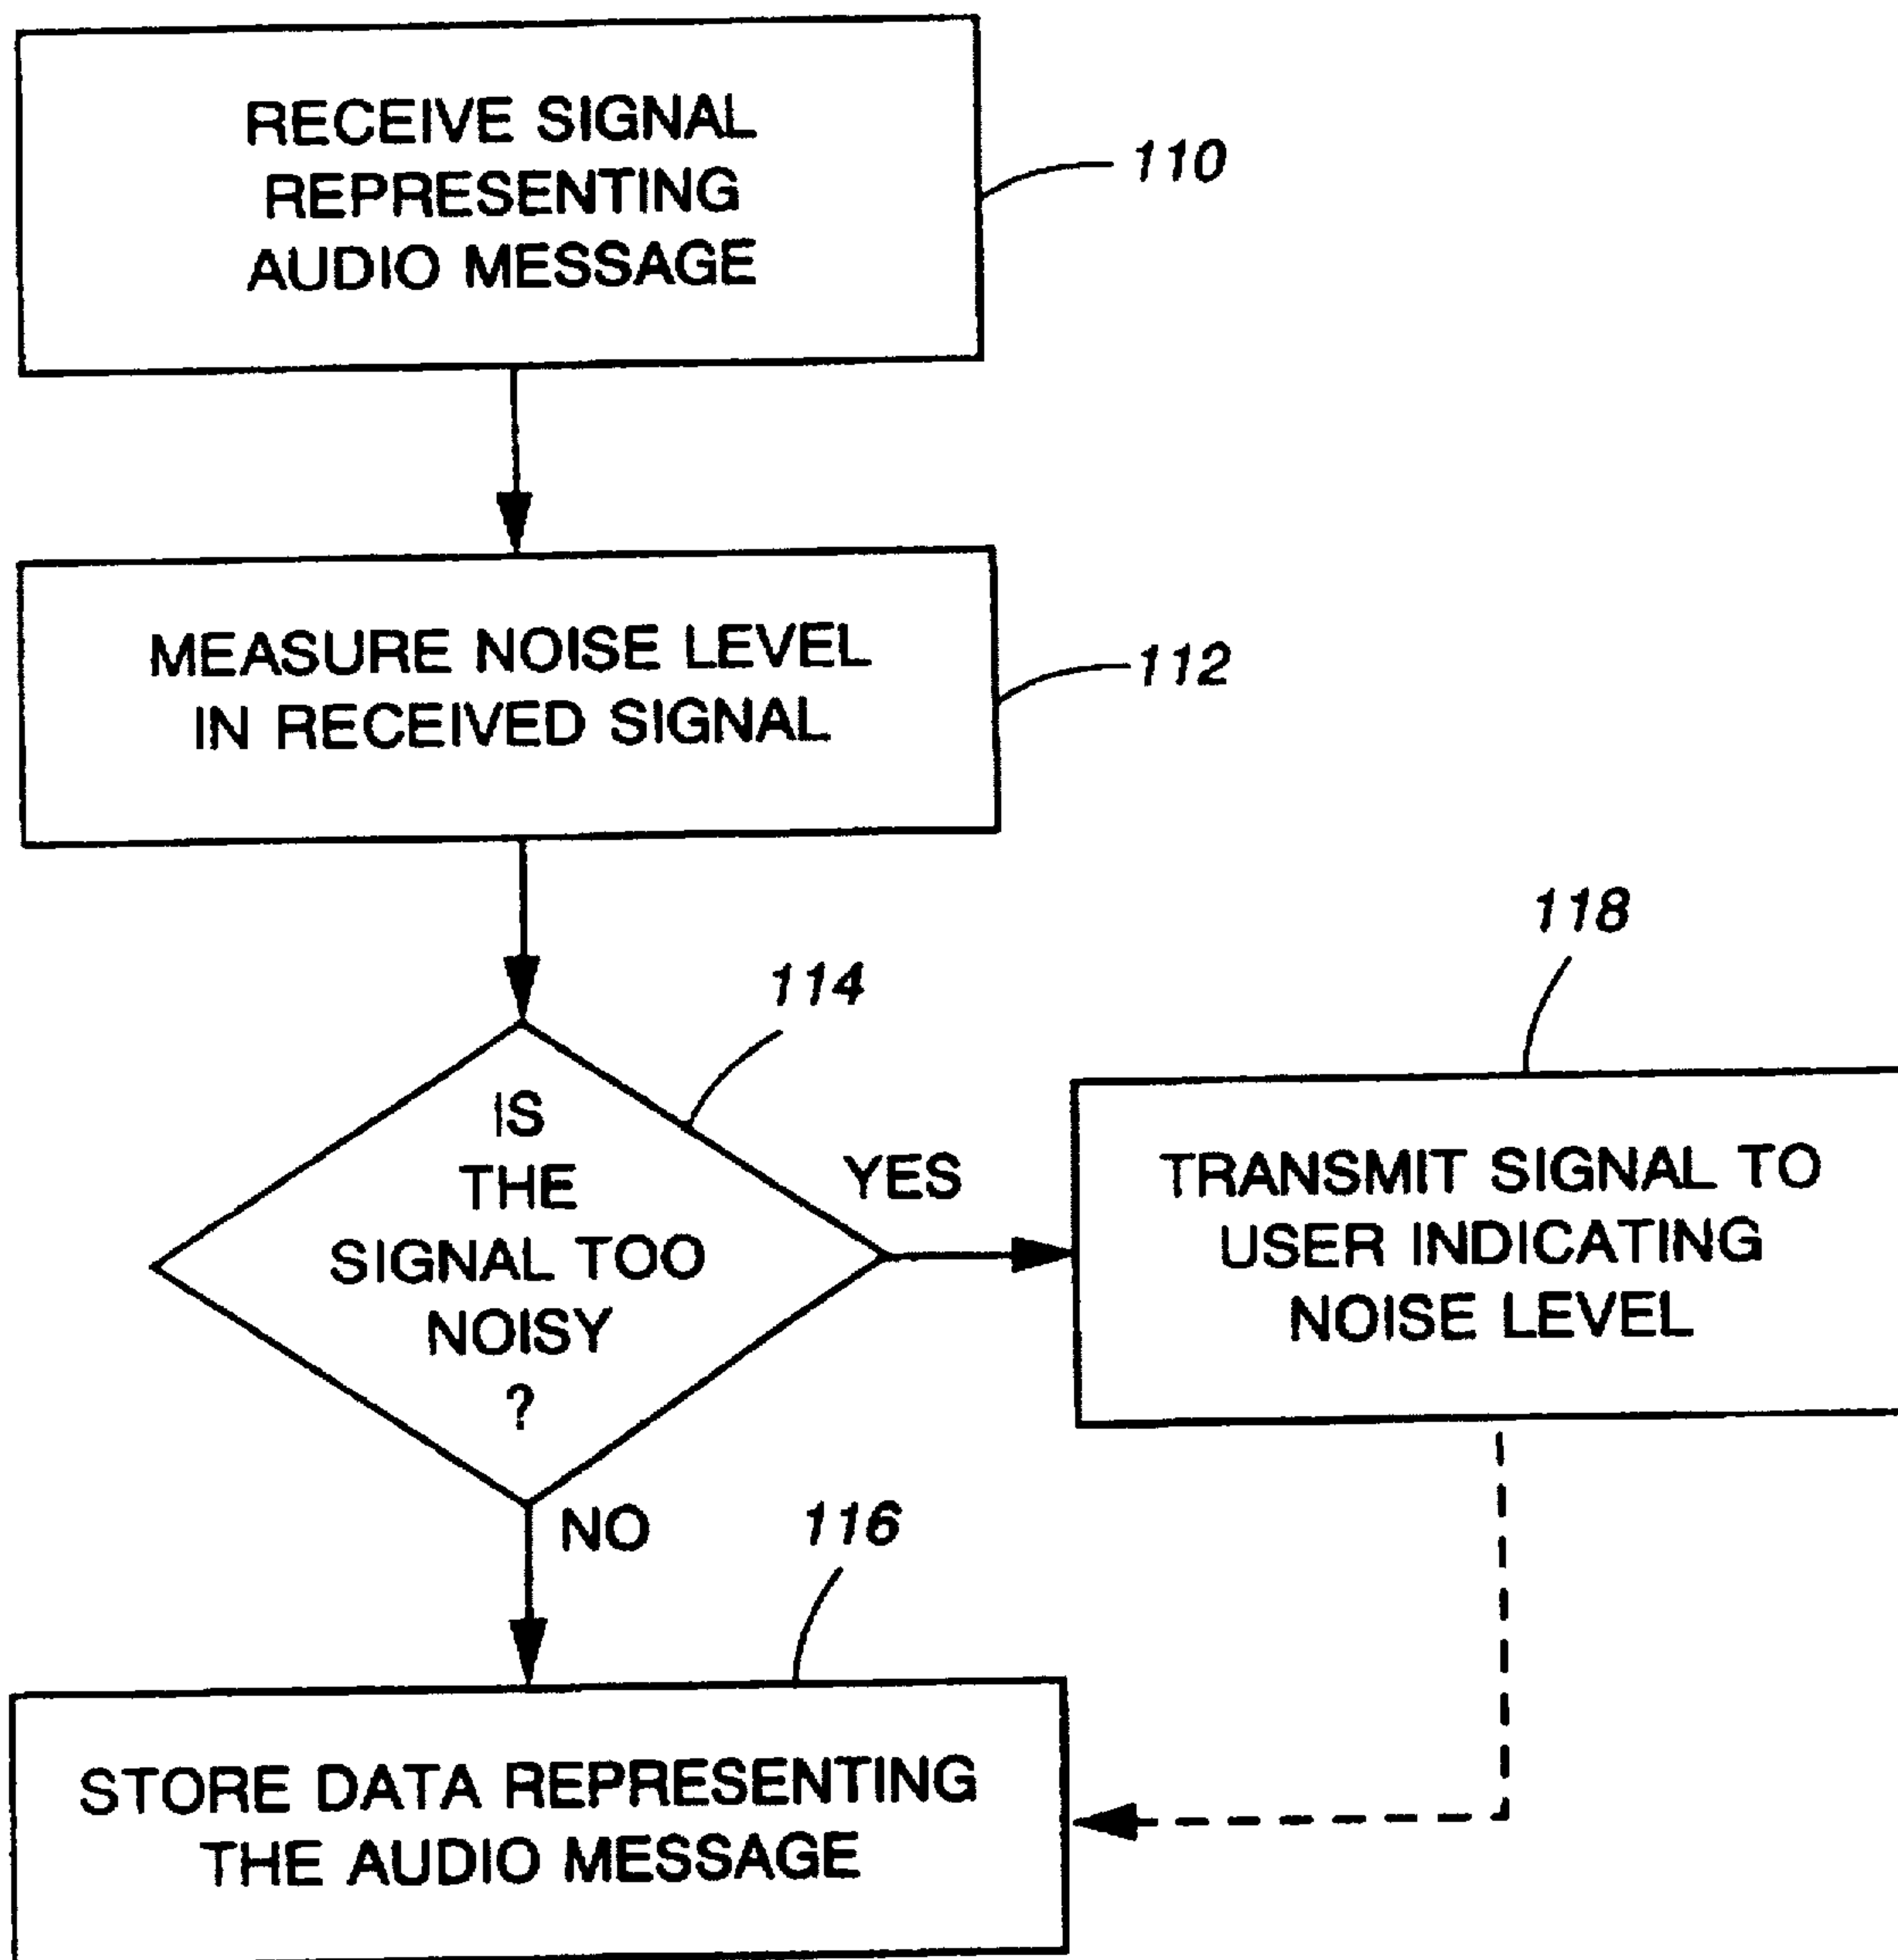 RECEIVE SIGNAL
REPRESENTING
AUDIO MESSAGE
110
MEASURE NOISE LEVEL
IN RECEIVED SIGNAL
112
114
IS
THE
SIGNAL TOO
NOISY
?
YES
118
TRANSMIT SIGNAL TO
USER INDICATING
NOISE LEVEL
NO
116
STORE DATA REPRESENTING
THE AUDIO MESSAGE